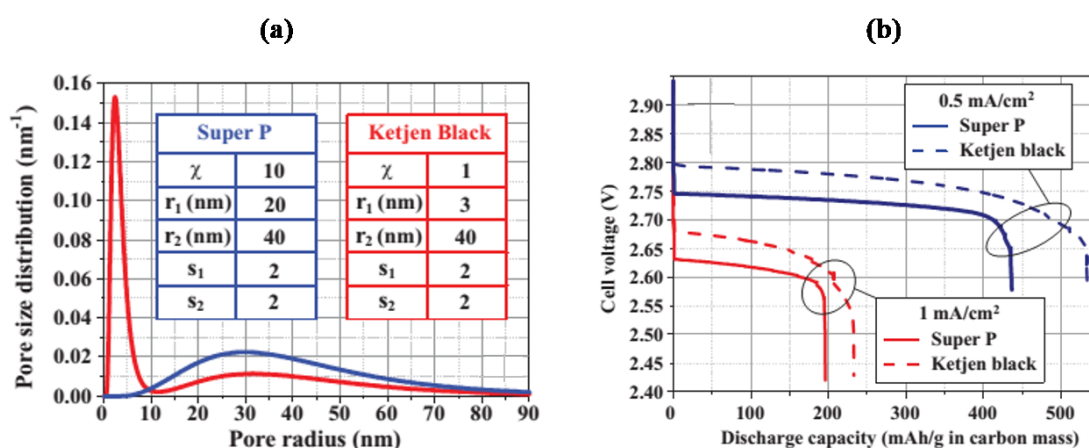 (a)
(b)
Pore size distribution (nm⁻¹)
0.16
0.14
0.12
0.10
0.08
0.06
0.04
0.02
0.00
Super P
χ 10
r₁ (nm) 20
r₂ (nm) 40
s₁ 2
s₂ 2
Ketjen Black
χ 1
r₁ (nm) 3
r₂ (nm) 40
s₁ 2
s₂ 2
0 10 20 30 40 50 60 70 80 90
Pore radius (nm)
Cell voltage (V)
2.90
2.85
2.80
2.75
2.70
2.65
2.60
2.55
2.50
2.45
2.40
0.5 mA/cm²
Super P
Ketjen black
1 mA/cm²
Super P
Ketjen black
0 100 200 300 400 500
Discharge capacity (mAh/g in carbon mass)